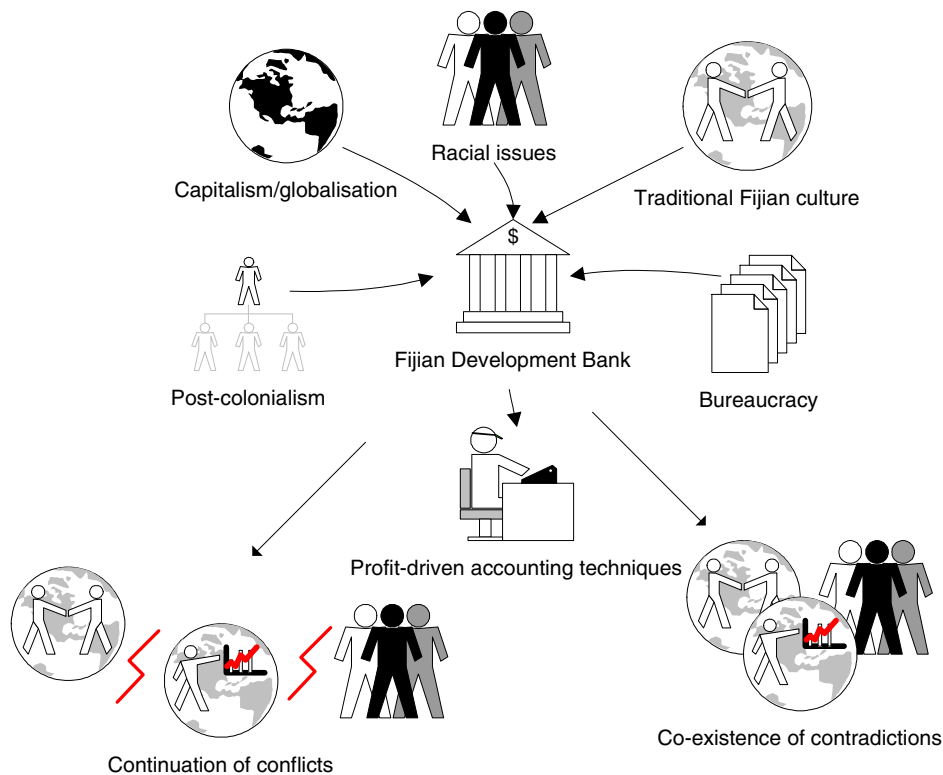 Racial issues
Capitalism/globalisation
Traditional Fijian culture
$
Fijian Development Bank
Post-colonialism
Bureaucracy
Profit-driven accounting techniques
Co-existence of contradictions
Continuation of conflicts